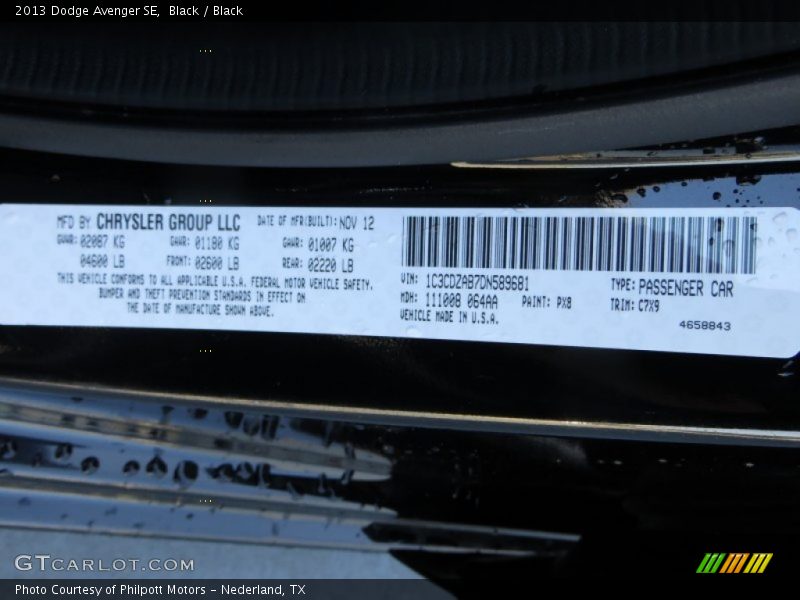 2013 Dodge Avenger SE,  Black / Black
MFD BY CHRYSLER GROUP LLC DATE OF MFR(BUILT): NOV 12
GVWR: 02087 KG GAWR: 01180 KG GAWR: 01007 KG
04600 LB FRONT: 02600 LB REAR: 02220 LB
THIS VEHICLE CONFORMS TO ALL APPLICABLE U.S.A. FEDERAL MOTOR VEHICLE SAFETY,
BUMPER AND THEFT PREVENTION STANDARDS IN EFFECT ON
THE DATE OF MANUFACTURE SHOWN ABOVE.
VIN: 1C3CDZAB7DN589681 TYPE: PASSENGER CAR
MDH: 111008 064AA PAINT: PX8 TRIM: C7X9
VEHICLE MADE IN U.S.A.
4658843
GTCARLOT.COM
Photo Courtesy of Philpott Motors - Nederland, TX